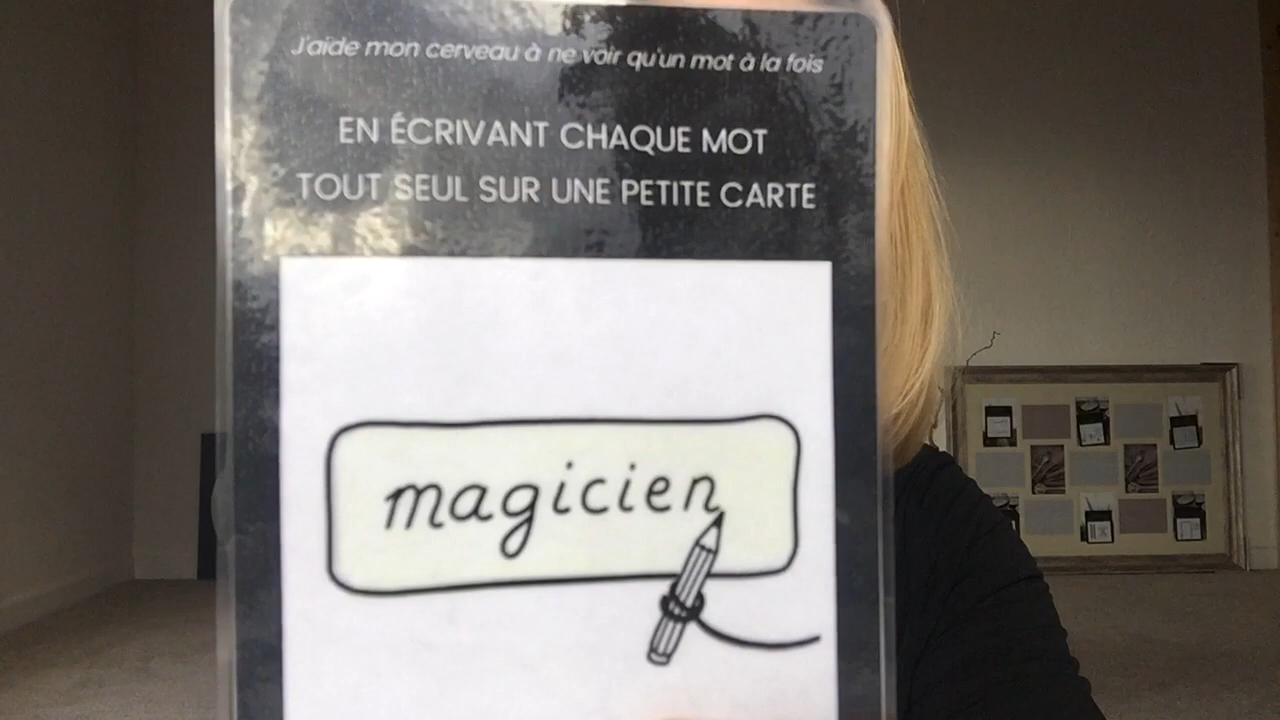 J'aide mon cerveau à ne voir qu'un mot à la fois
EN ÉCRIVANT CHAQUE MOT
TOUT SEUL SUR UNE PETITE CARTE
magicien